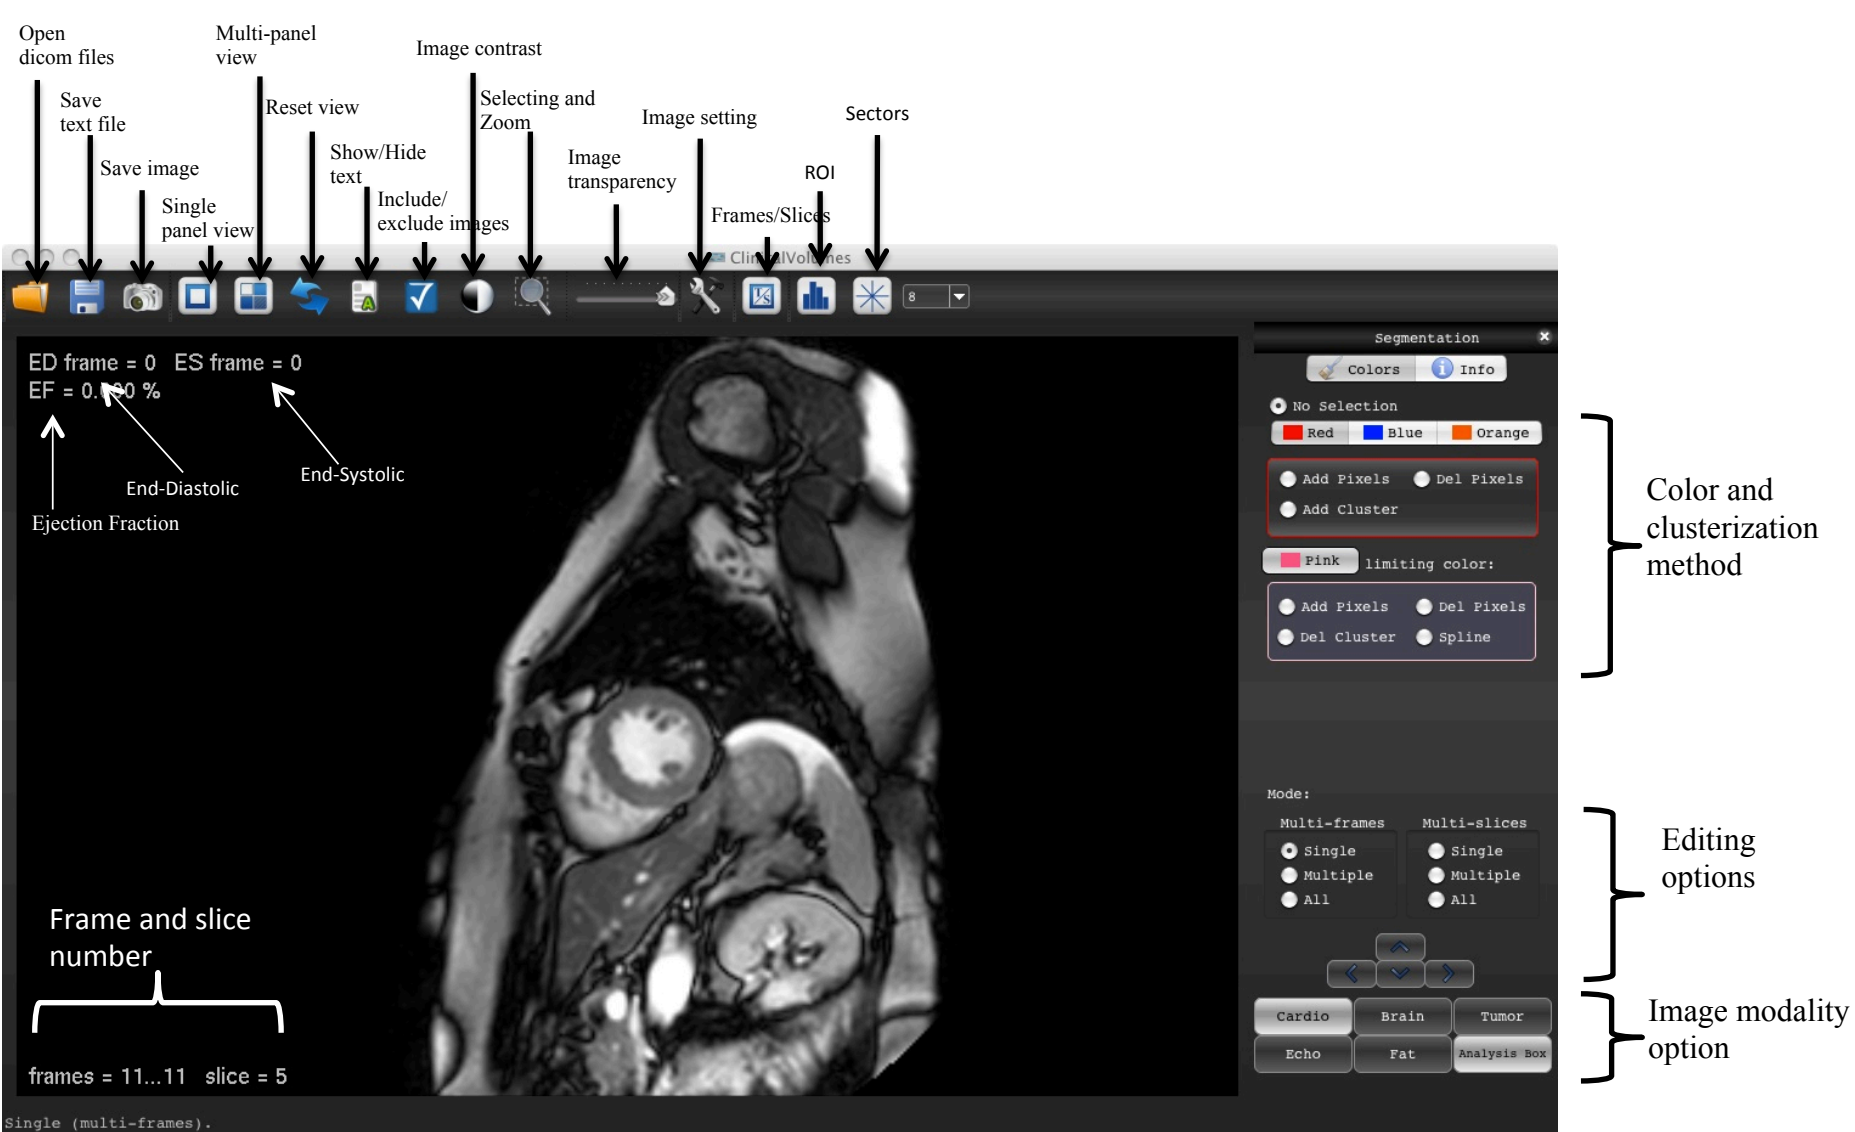 Open
dicom files
Save
text file
Save image
Single
panel view
Multi-panel
view
Reset view
Show/Hide
text
Include/
exclude images
Image contrast
Selecting and
Zoom
Image
transparency
Image setting
Frames/Slices
ROI
Sectors
ClinicalVolumes
8
ED frame = 0 ES frame = 0
EF = 0.000 %
End-Diastolic
End-Systolic
Ejection Fraction
Frame and slice
number
frames = 11...11 slice = 5
Single (multi-frames).
Segmentation
Colors Info
No Selection
Red Blue Orange
Add Pixels Del Pixels
Add Cluster
Pink limiting color:
Add Pixels Del Pixels
Del Cluster Spline
Mode:
Multi-frames Multi-slices
Single Single
Multiple Multiple
All All
Cardio Brain Tumor
Echo Fat Analysis Box
Color and
clusterization
method
Editing
options
Image modality
option